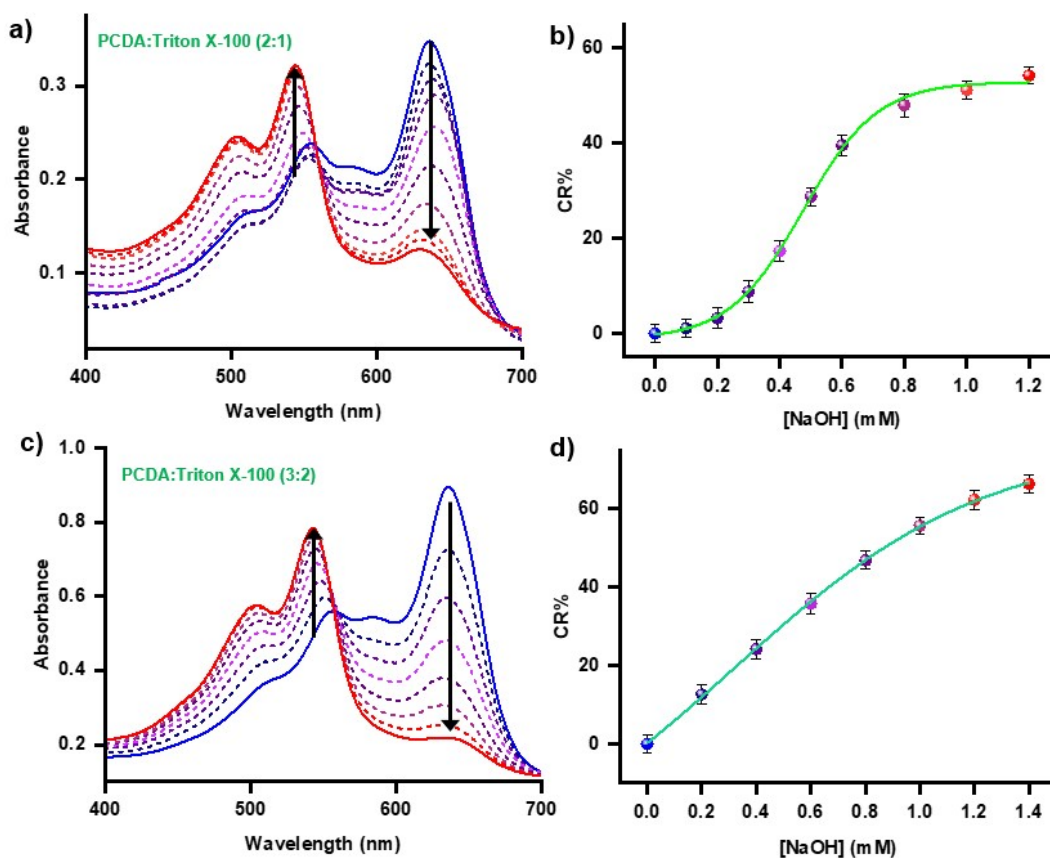 a)
PCDA:Triton X-100 (2:1)
Absorbance
0.3
0.2
0.1
400 500 600 700
Wavelength (nm)
b)
CR%
60
40
20
0
0.0 0.2 0.4 0.6 0.8 1.0 1.2
[NaOH] (mM)
c)
PCDA:Triton X-100 (3:2)
Absorbance
1.0
0.8
0.6
0.4
0.2
400 500 600 700
Wavelength (nm)
d)
CR%
60
40
20
0
0.0 0.2 0.4 0.6 0.8 1.0 1.2 1.4
[NaOH] (mM)